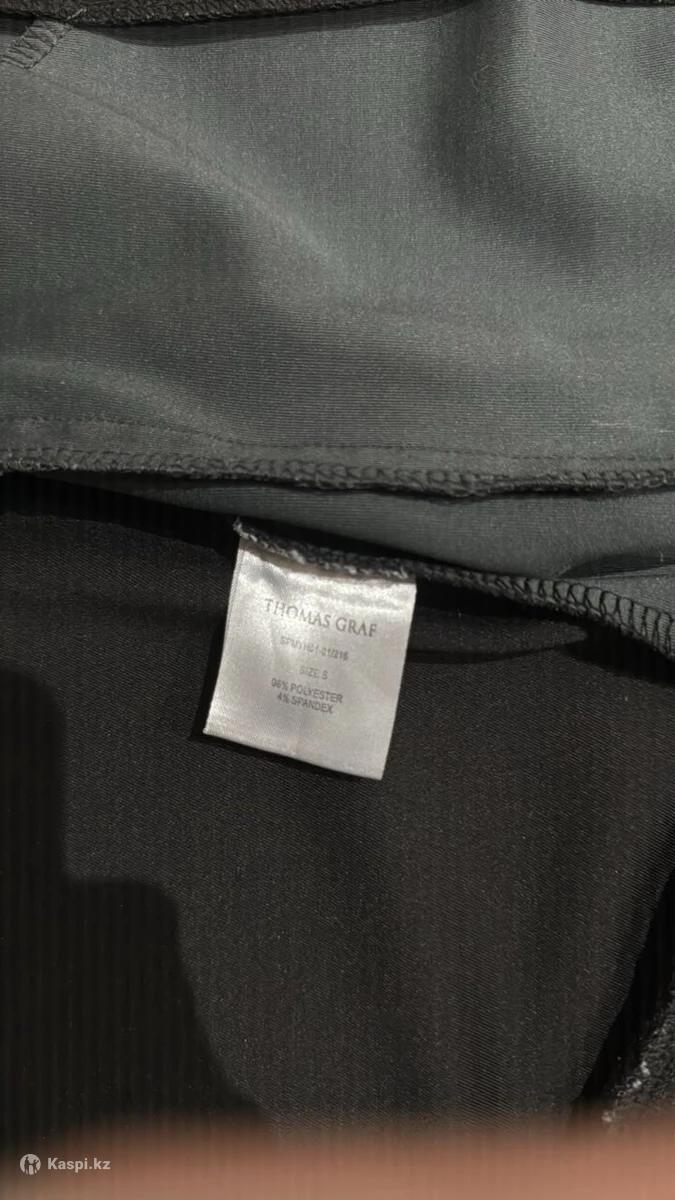 THOMAS GRAF
SIZE S
96% POLYESTER
4% SPANDEX
Kaspi.kz